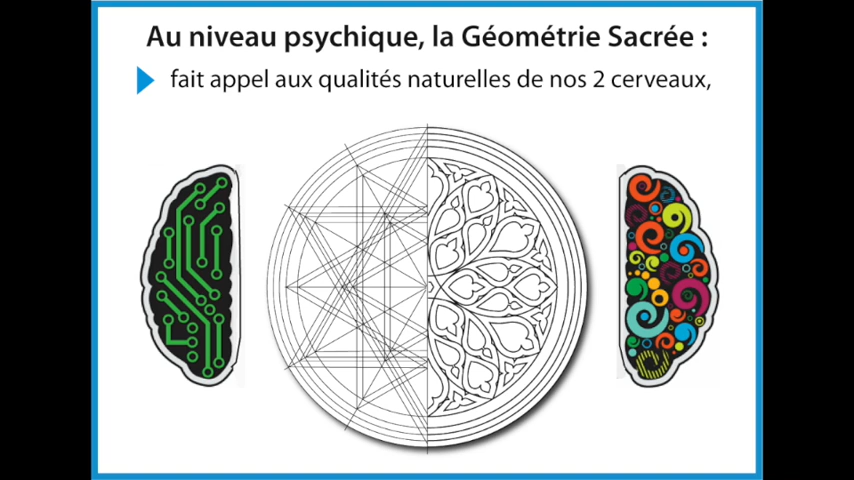 Au niveau psychique, la Géométrie Sacrée :
fait appel aux qualités naturelles de nos 2 cerveaux,